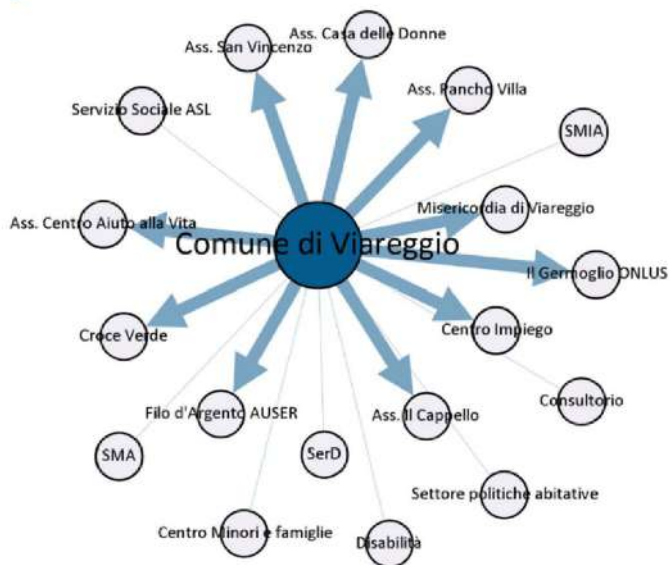 Ass. Casa delle Donne
Ass. San Vincenzo
Ass. Pancho Villa
Servizio Sociale ASL
SMIA
Misericordia di Viareggio
Ass. Centro Aiuto alla Vita
Comune di Viareggio
Il Germoglio ONLUS
Centro Impiego
Croce Verde
Consultorio
Filo d'Argento AUSER
Ass. Il Cappello
SMA
SerD
Settore politiche abitative
Centro Minori e famiglie
Disabilità